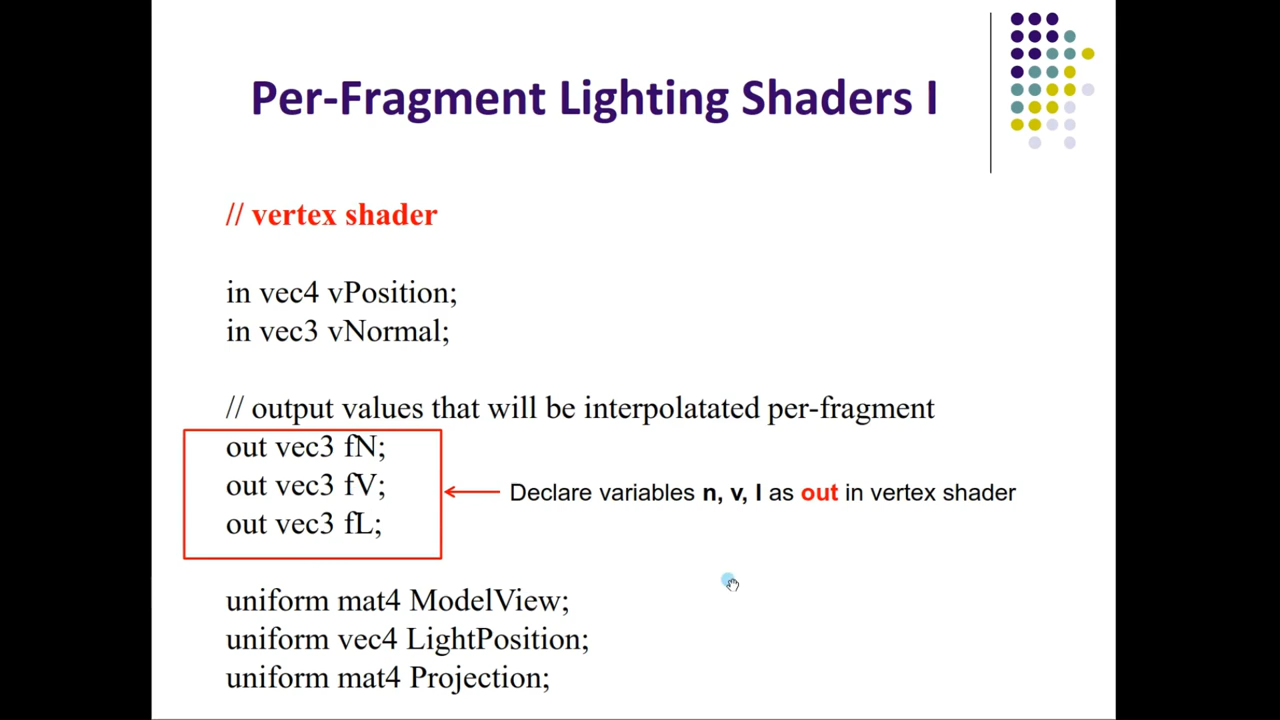 Per-Fragment Lighting Shaders I
// vertex shader
in vec4 vPosition;
in vec3 vNormal;
// output values that will be interpolatated per-fragment
out vec3 fN;
out vec3 fV;
out vec3 fL;
Declare variables n, v, l as out in vertex shader
uniform mat4 ModelView;
uniform vec4 LightPosition;
uniform mat4 Projection;